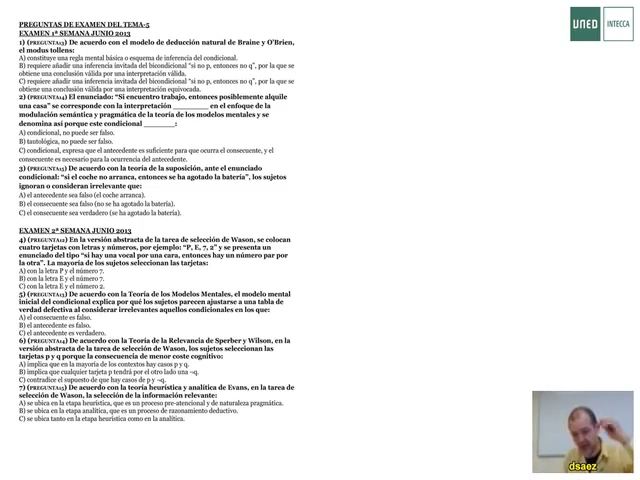 PREGUNTAS DE EXAMEN DEL TEMA-5
EXAMEN 1ª SEMANA JUNIO 2013
1) (PREGUNTA13) De acuerdo con el modelo de deducción natural de Braine y O'Brien,
el modus tollens:
A) constituye una regla mental básica o esquema de inferencia del condicional.
B) requiere añadir una inferencia invitada del bicondicional "si no p, entonces no q", por la que se
obtiene una conclusión válida por una interpretación válida.
C) requiere añadir una inferencia invitada del bicondicional "si no p, entonces no q", por la que se
obtiene una conclusión válida por una interpretación equivocada.
2) (PREGUNTA14) El enunciado: "Si encuentro trabajo, entonces posiblemente alquile
una casa" se corresponde con la interpretación ________ en el enfoque de la
modulación semántica y pragmática de la teoría de los modelos mentales y se
denomina así porque este condicional _______:
A) condicional, no puede ser falso.
B) tautológica, no puede ser falso.
C) condicional, expresa que el antecedente es suficiente para que ocurra el consecuente, y el
consecuente es necesario para la ocurrencia del antecedente.
3) (PREGUNTA15) De acuerdo con la teoría de la suposición, ante el enunciado
condicional: "si el coche no arranca, entonces se ha agotado la batería", los sujetos
ignoran o consideran irrelevante que:
A) el antecedente sea falso (el coche arranca).
B) el consecuente sea falso (no se ha agotado la batería).
C) el consecuente sea verdadero (se ha agotado la batería).
EXAMEN 2ª SEMANA JUNIO 2013
4) (PREGUNTA12) En la versión abstracta de la tarea de selección de Wason, se colocan
cuatro tarjetas con letras y números, por ejemplo: "P, E, 7, 2" y se presenta un
enunciado del tipo "si hay una vocal por una cara, entonces hay un número par por
la otra". La mayoría de los sujetos seleccionan las tarjetas:
A) con la letra P y el número 7.
B) con la letra E y el número 7.
C) con la letra E y el número 2.
5) (PREGUNTA13) De acuerdo con la Teoría de los Modelos Mentales, el modelo mental
inicial del condicional explica por qué los sujetos parecen ajustarse a una tabla de
verdad defectiva al considerar irrelevantes aquellos condicionales en los que:
A) el consecuente es falso.
B) el antecedente es falso.
C) el antecedente es verdadero.
6) (PREGUNTA14) De acuerdo con la Teoría de la Relevancia de Sperber y Wilson, en la
versión abstracta de la tarea de selección de Wason, los sujetos seleccionan las
tarjetas p y q porque la consecuencia de menor coste cognitivo:
A) implica que en la mayoría de los contextos hay casos p y q.
B) implica que cualquier tarjeta p tendrá por el otro lado una ¬q.
C) contradice el supuesto de que hay casos de p y ¬q.
7) (PREGUNTA15) De acuerdo con la teoría heurística y analítica de Evans, en la tarea de
selección de Wason, la selección de la información relevante:
A) se ubica en la etapa heurística, que es un proceso pre-atencional y de naturaleza pragmática.
B) se ubica en la etapa analítica, que es un proceso de razonamiento deductivo.
C) se ubica tanto en la etapa heurística como en la analítica.
UNED INTECCA
dsaez